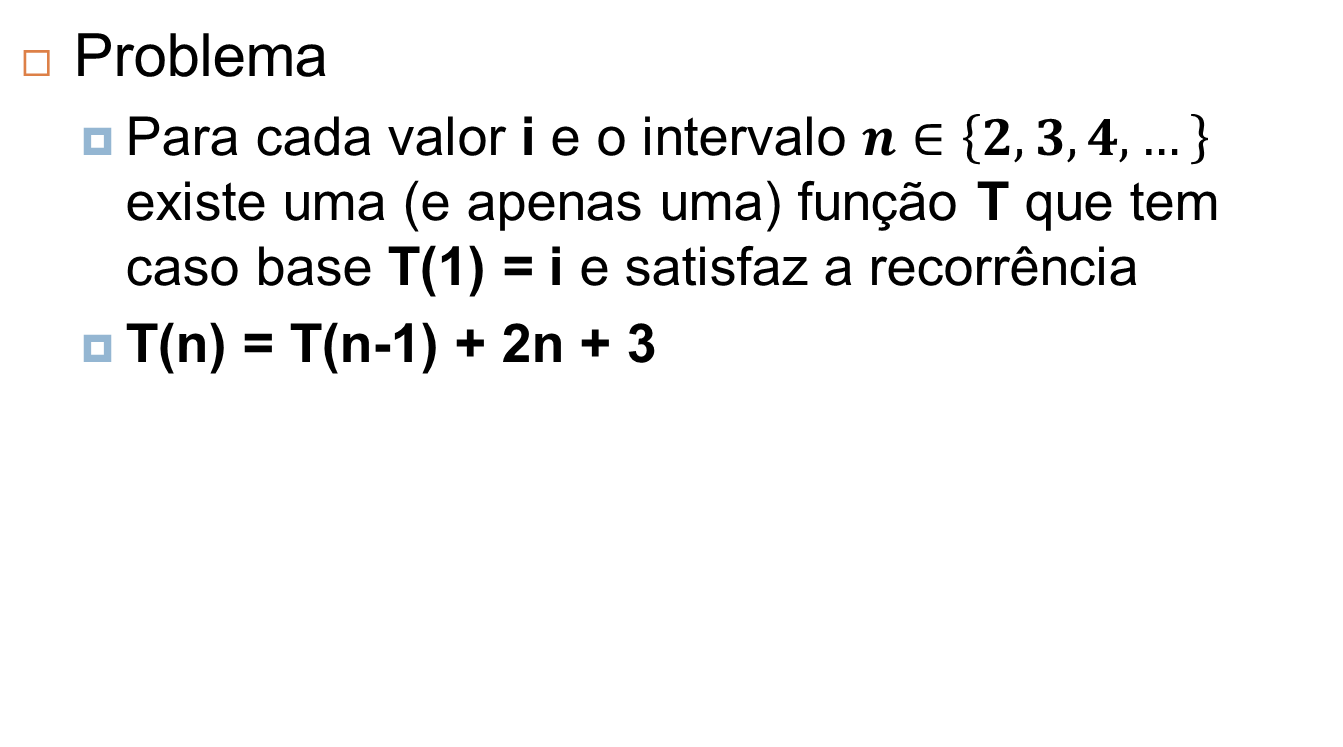 Problema
Para cada valor i e o intervalo 𝒏 ∈ {𝟐, 𝟑, 𝟒, … }
existe uma (e apenas uma) função T que tem
caso base T(1) = i e satisfaz a recorrência
T(n) = T(n-1) + 2n + 3